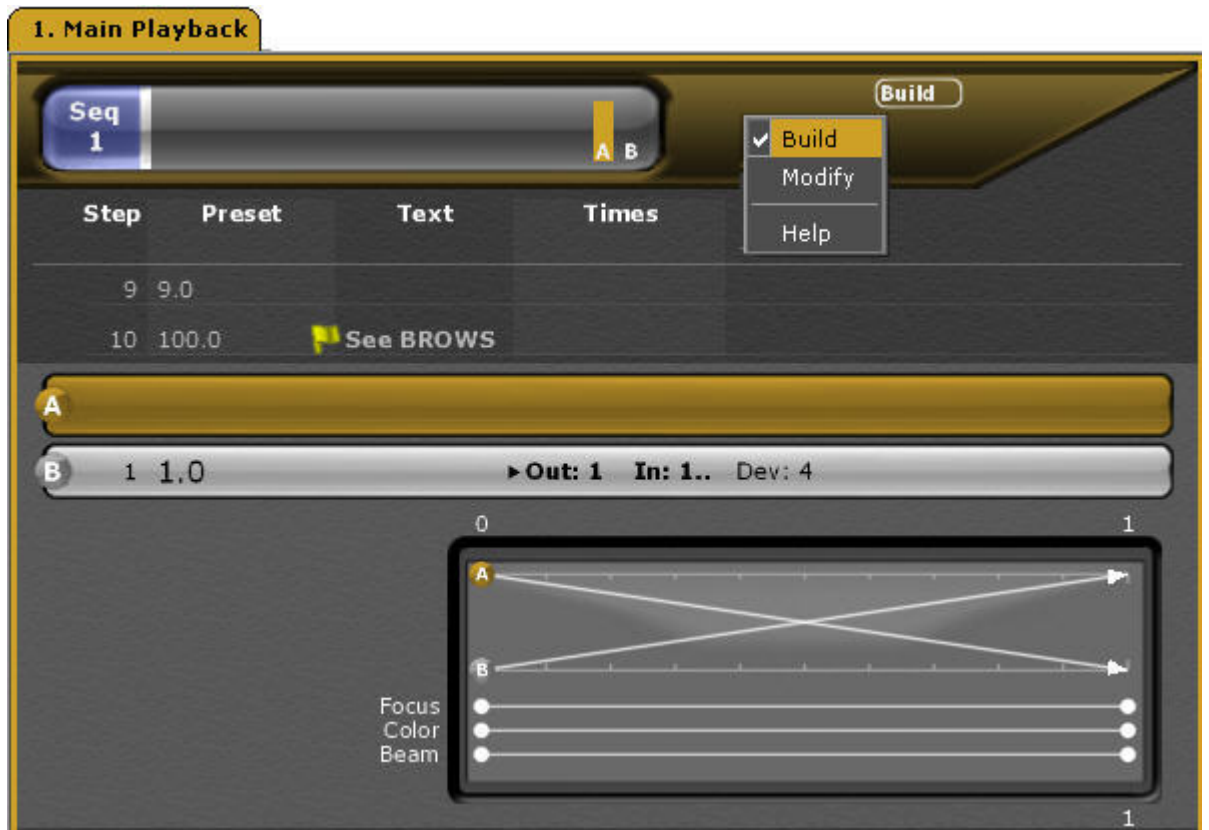 1. Main Playback
Seq
1
A B
Build
Build
Modify
Help
Step Preset Text Times
9 9.0
10 100.0 See BROWS
A
B 1 1.0 Out: 1 In: 1.. Dev: 4
0 1
A
B
Focus
Color
Beam
1